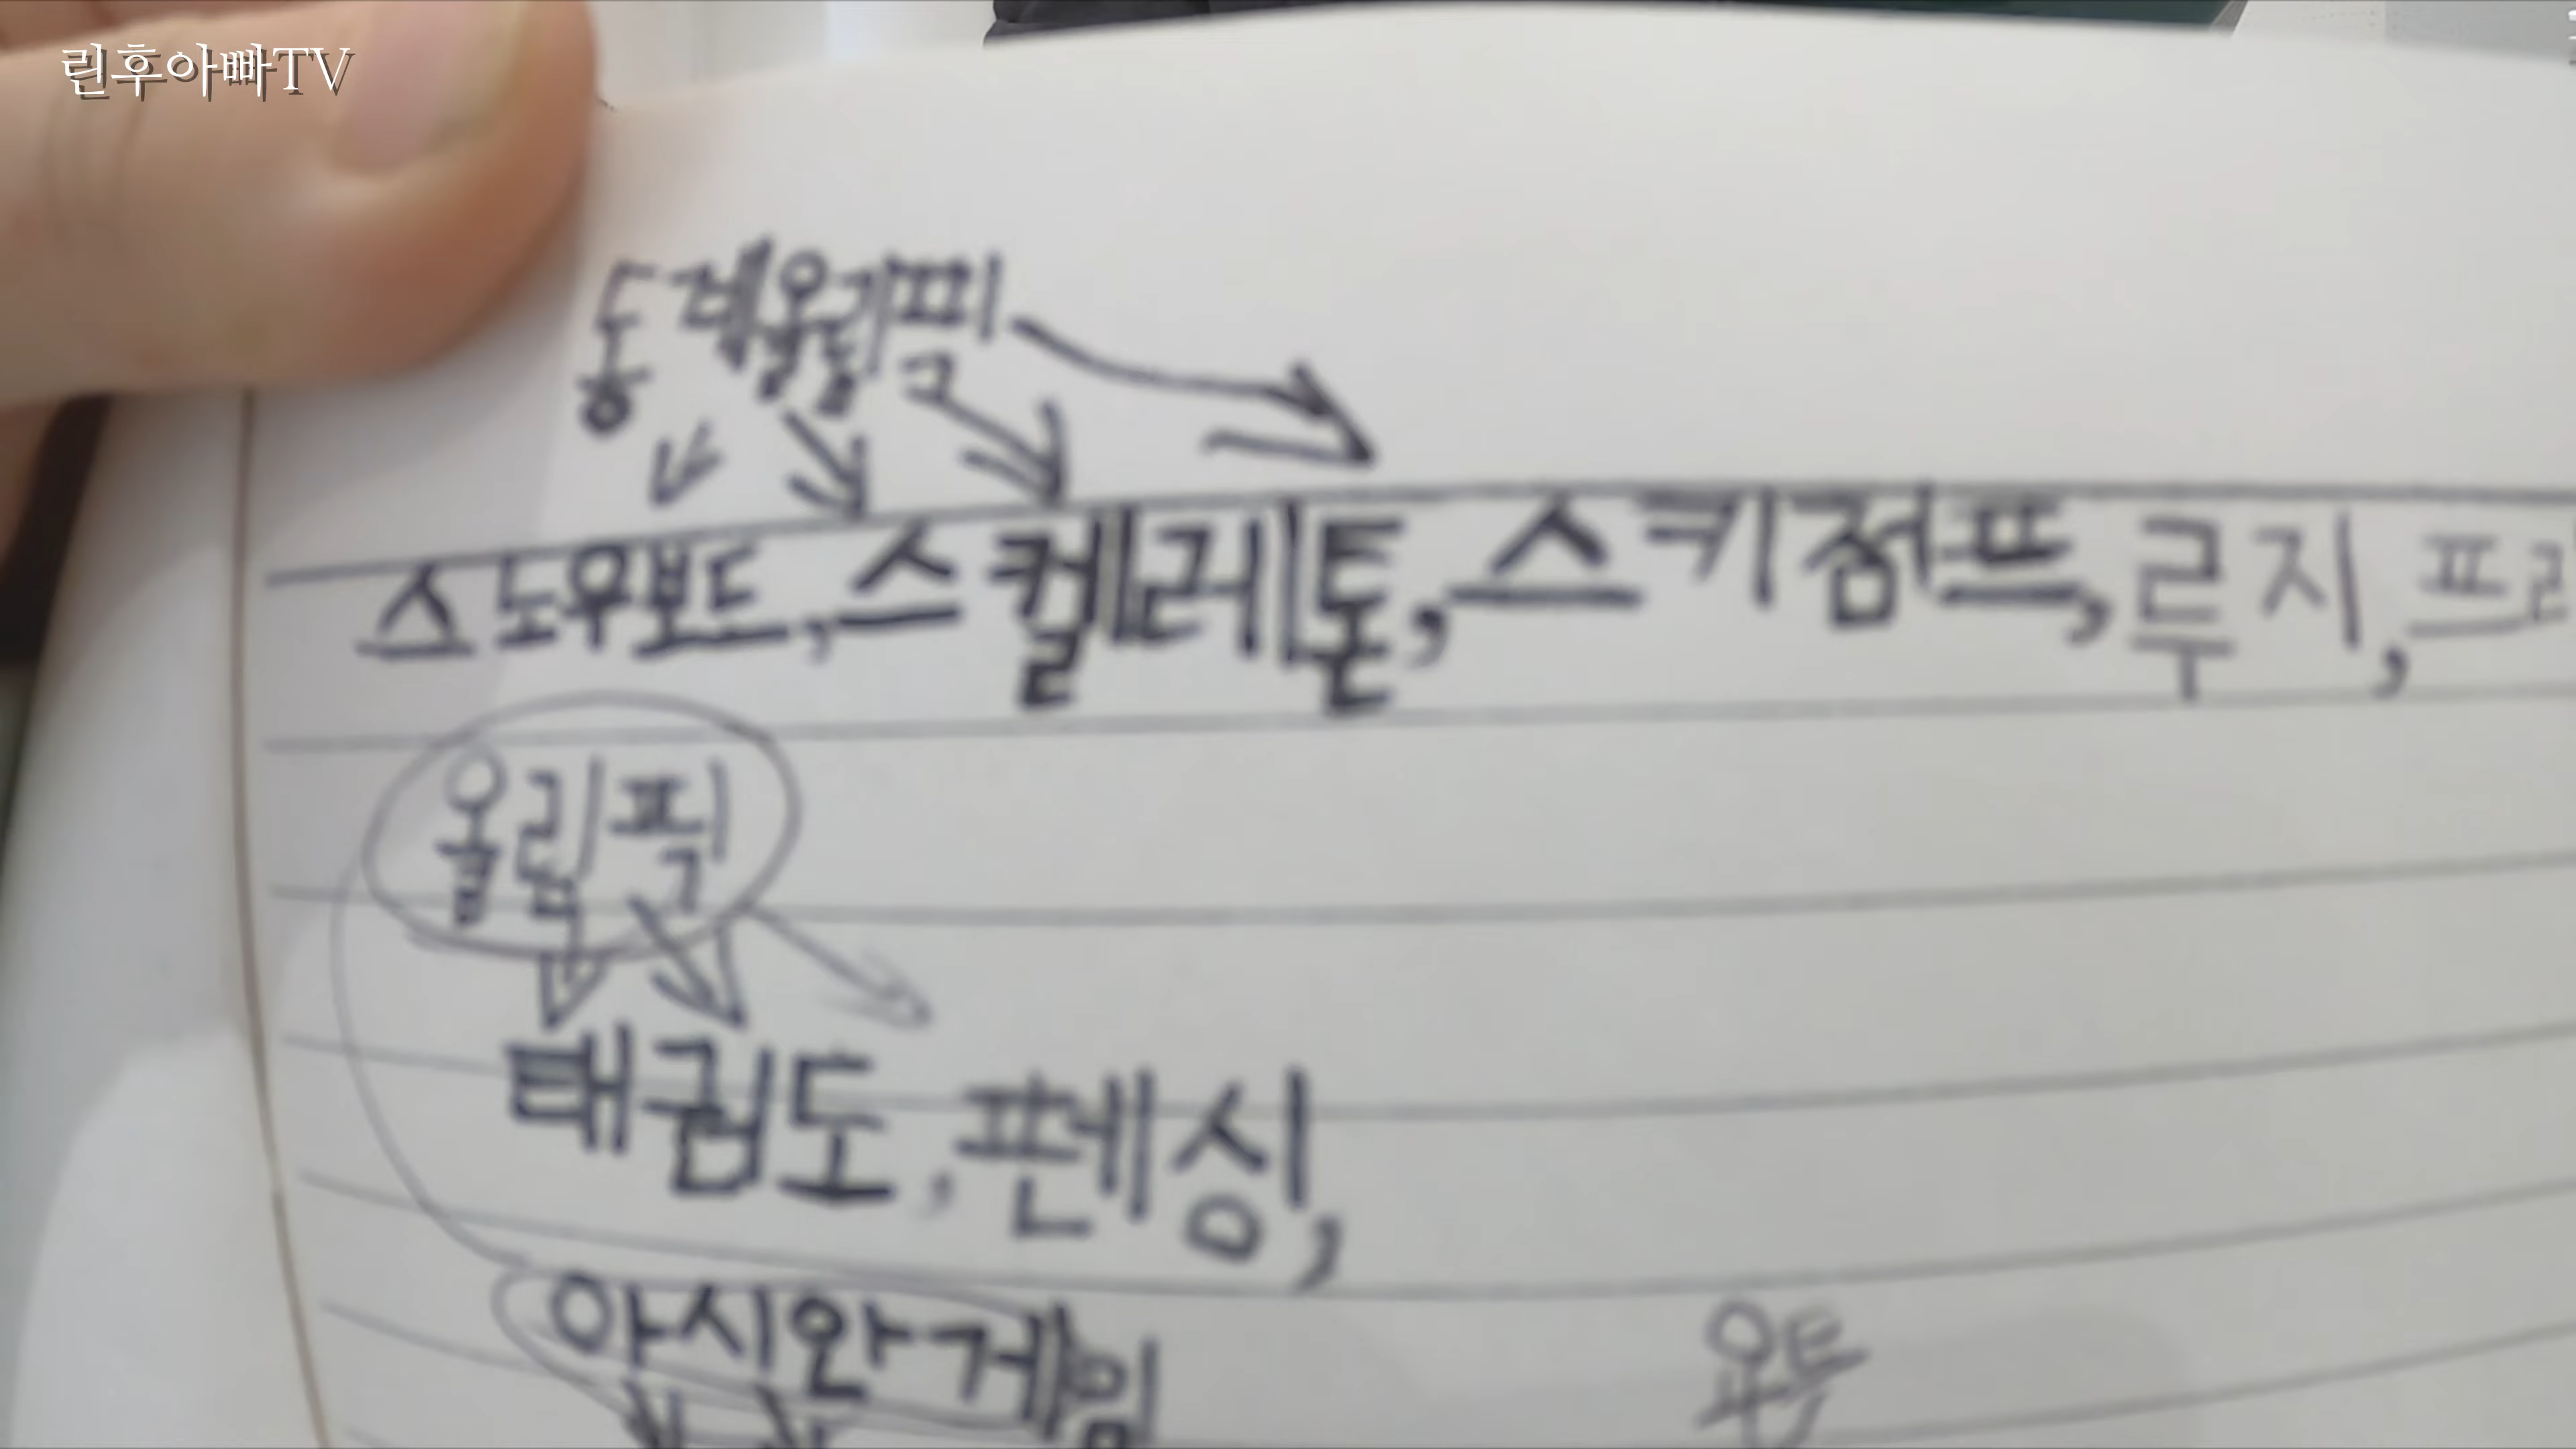 린후아빠TV
동계올림픽
스노우보드, 스켈레톤, 스키점프, 루지,
올림픽
태권도, 펜싱,
아시안게임